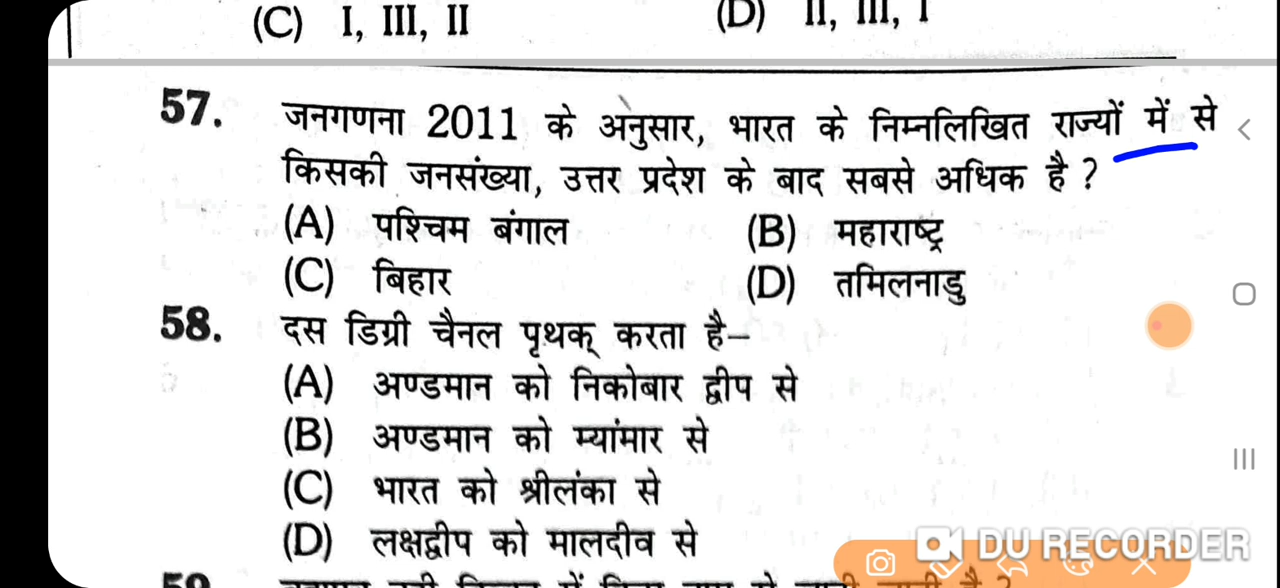 (C) I, III, II (D) II, III, I
57. जनगणना 2011 के अनुसार, भारत के निम्नलिखित राज्यों में से
किसकी जनसंख्या, उत्तर प्रदेश के बाद सबसे अधिक है ?
(A) पश्चिम बंगाल (B) महाराष्ट्र
(C) बिहार (D) तमिलनाडु
58. दस डिग्री चैनल पृथक् करता है–
(A) अण्डमान को निकोबार द्वीप से
(B) अण्डमान को म्यांमार से
(C) भारत को श्रीलंका से
(D) लक्षद्वीप को मालदीव से
DU RECORDER
59.